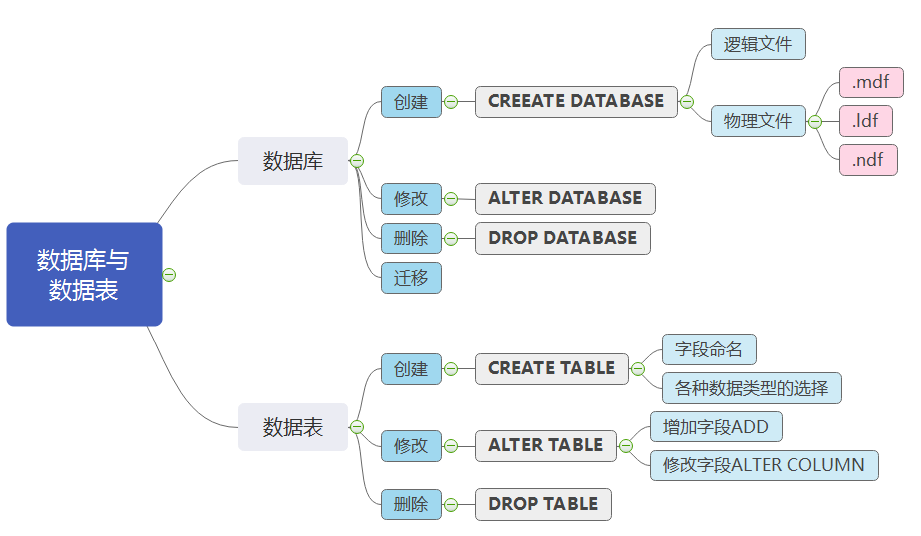 数据库与
数据表
数据库
创建
CREEATE DATABASE
逻辑文件
物理文件
.mdf
.ldf
.ndf
修改
ALTER DATABASE
删除
DROP DATABASE
迁移
数据表
创建
CREATE TABLE
字段命名
各种数据类型的选择
修改
ALTER TABLE
增加字段ADD
修改字段ALTER COLUMN
删除
DROP TABLE